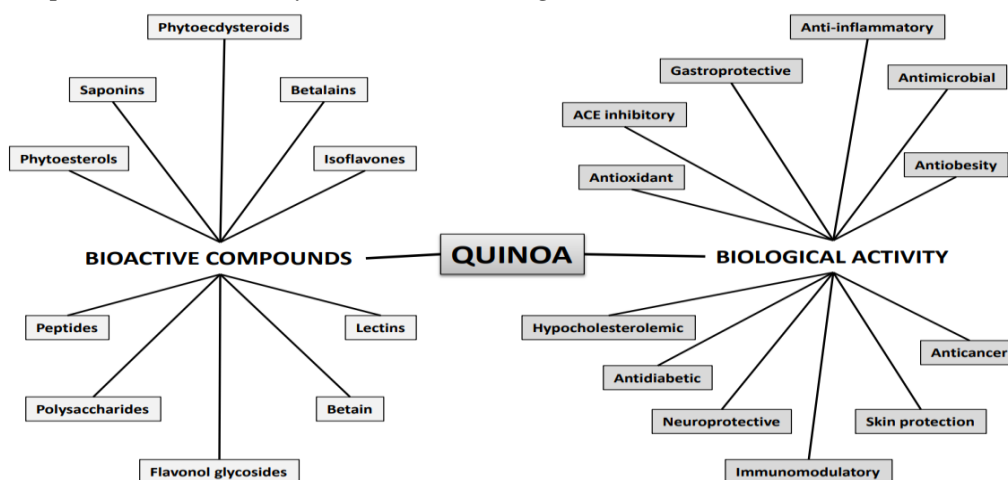 Phytoecdysteroids
Saponins
Betalains
Phytoesterols
Isoflavones
BIOACTIVE COMPOUNDS
Peptides
Lectins
Polysaccharides
Betain
Flavonol glycosides
QUINOA
Anti-inflammatory
Gastroprotective
Antimicrobial
ACE inhibitory
Antioxidant
Antiobesity
BIOLOGICAL ACTIVITY
Hypocholesterolemic
Anticancer
Antidiabetic
Neuroprotective
Skin protection
Immunomodulatory